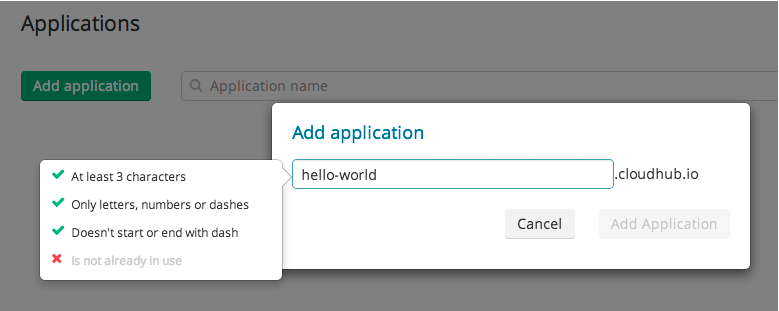 Applications
Add application
Application name
Add application
hello-world
.cloudhub.io
At least 3 characters
Only letters, numbers or dashes
Doesn't start or end with dash
Is not already in use
Cancel
Add Application